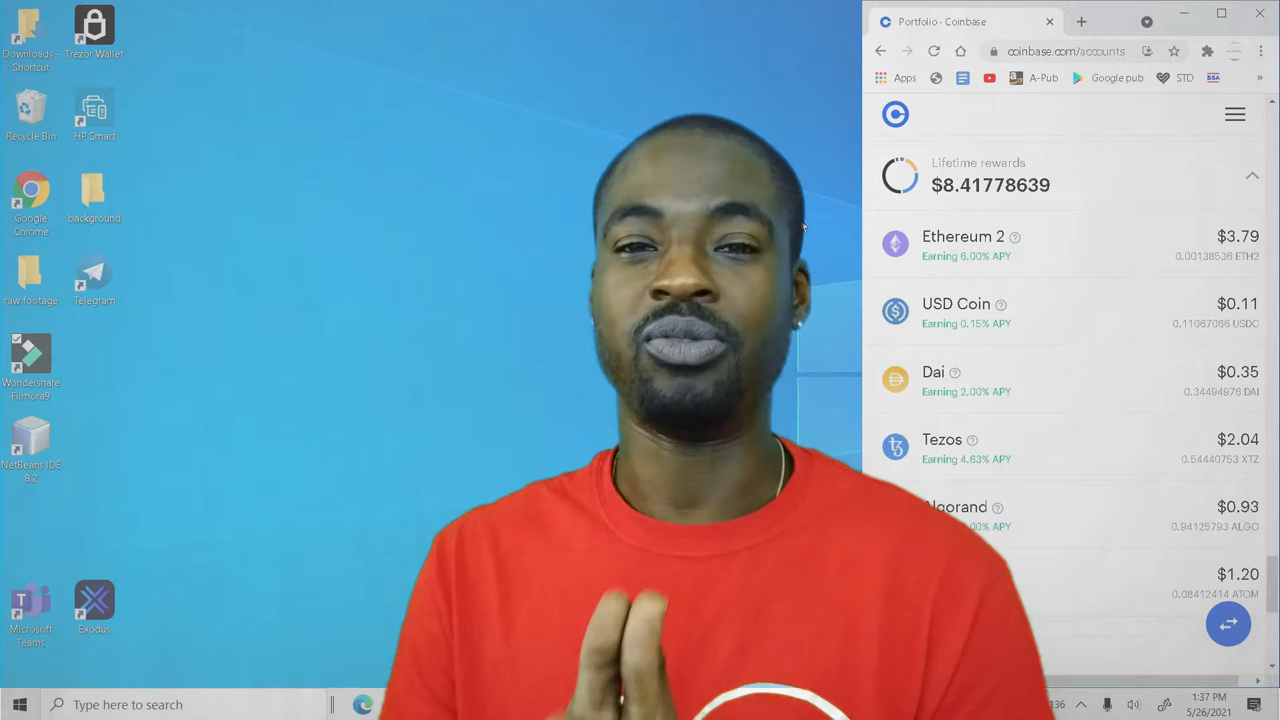 Downloads -
Shortcut
Trezor Wallet
Recycle Bin
HP Smart
Google
Chrome
background
raw footage
Telegram
Wondershare
Filmora9
NetBeans IDE
8.2
Microsoft
Teams
Exodus
Type here to search
Portfolio - Coinbase
coinbase.com/accounts
Apps
A-Pub
Google pub
STD
SSA
»
Lifetime rewards
$8.41778639
Ethereum 2
$3.79
Earning 6.00% APY
0.00138536 ETH2
USD Coin
$0.11
Earning 0.15% APY
0.11067066 USDC
Dai
$0.35
Earning 2.00% APY
0.34494976 DAI
Tezos
$2.04
Earning 4.63% APY
0.54440753 XTZ
$0.93
APY
0.94125793 ALGO
$1.20
0.08412414 ATOM
136
1:37 PM
5/26/2021